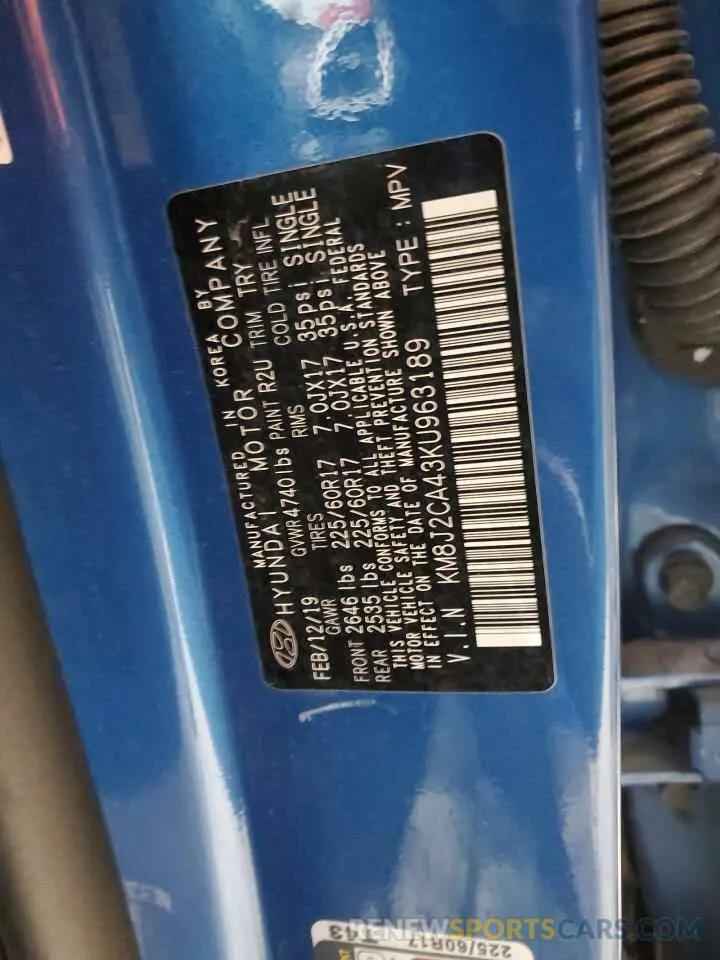 MANUFACTURED IN KOREA BY
HYUNDAI MOTOR COMPANY
FEB/12/19 GVWR 4740lbs PAINT R2U TRIM TRY
GAWR TIRES RIMS COLD TIRE INFL
FRONT 2646 lbs 225/60R17 7.0JX17 35psi SINGLE
REAR 2535 lbs 225/60R17 7.0JX17 35psi SINGLE
THIS VEHICLE CONFORMS TO ALL APPLICABLE U.S.A. FEDERAL
MOTOR VEHICLE SAFETY AND THEFT PREVENTION STANDARDS
IN EFFECT ON THE DATE OF MANUFACTURE SHOWN ABOVE
V.I.N KM8J2CA43KU963189 TYPE : MPV
225/60R17
T43
RENEWSPORTSCARS.COM